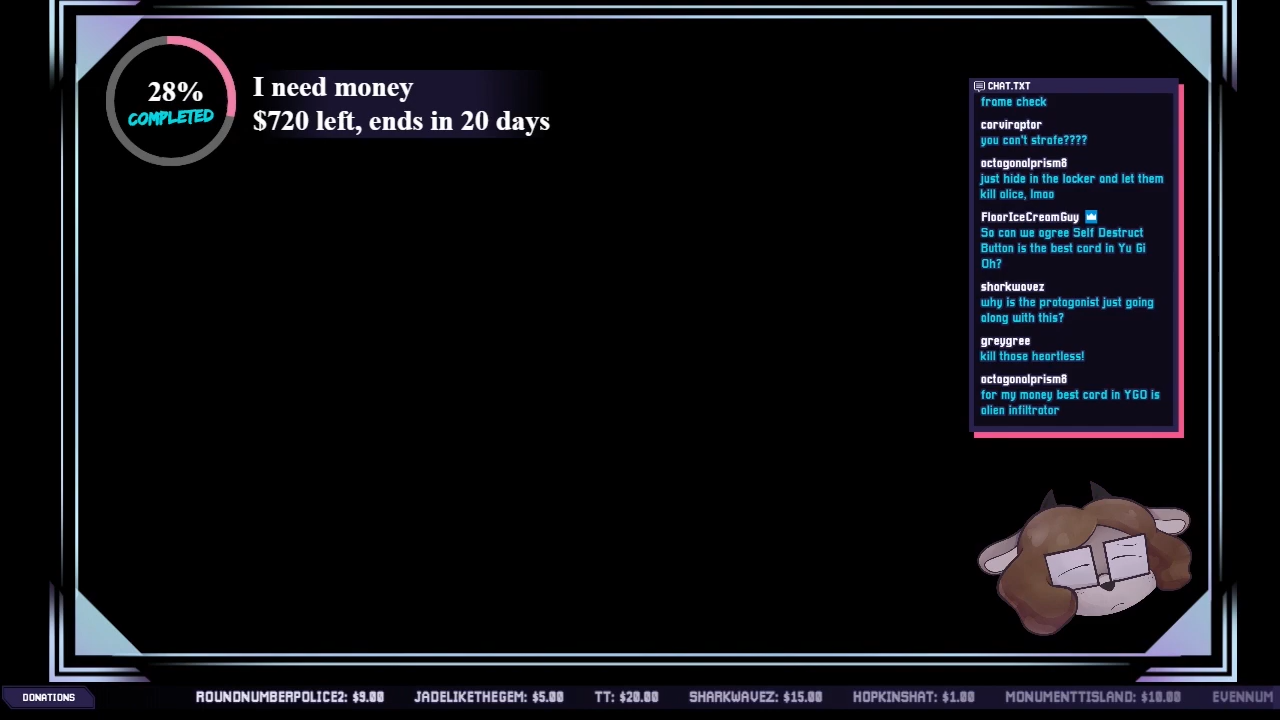 28%
COMPLETED
I need money
$720 left, ends in 20 days
CHAT.TXT
frame check
corviraptor
you can't strafe????
octagonalprism8
just hide in the locker and let them
kill alice, lmao
FloorIceCreamGuy
So can we agree Self Destruct
Button is the best card in Yu Gi
Oh?
sharkwavez
why is the protagonist just going
along with this?
greygree
kill those heartless!
octagonalprism8
for my money best card in YGO is
alien infiltrator
DONATIONS
ROUNDNUMBERPOLICE2: $9.00 JADELIKETHEGEM: $5.00 TT: $20.00 SHARKWAVEZ: $15.00 HOPKINSHAT: $1.00 MONUMENTTISLAND: $10.00 EVENNUM